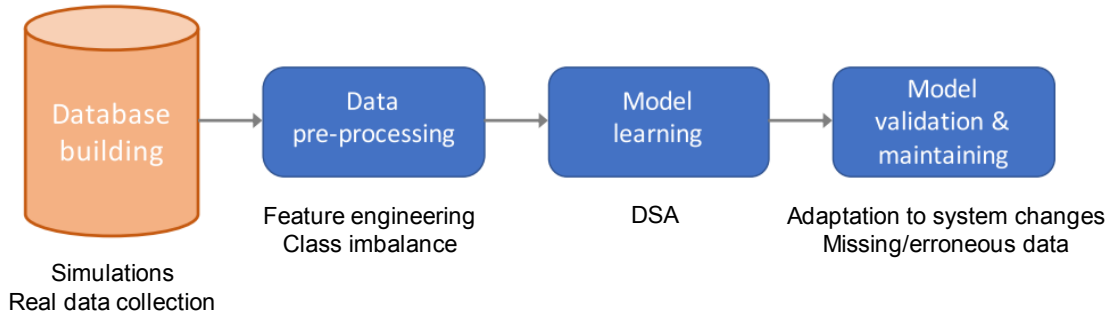 Database
building
Data
pre-processing
Model
learning
Model
validation &
maintaining
Simulations
Real data collection
Feature engineering
Class imbalance
DSA
Adaptation to system changes
Missing/erroneous data